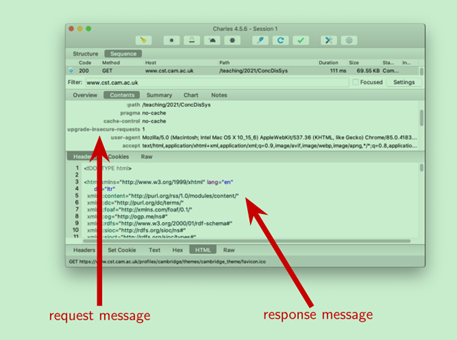 Charles 4.5.6 - Session 1
Structure Sequence
Code Method Host Path Duration Size Sta... In...
200 GET www.cst.cam.ac.uk /teaching/2021/ConcDisSys 111 ms 69.55 KB Com...
Filter: www.cst.cam.ac.uk Focused Settings
Overview Contents Summary Chart Notes
path /teaching/2021/ConcDisSys
pragma no-cache
cache-control no-cache
upgrade-insecure-requests 1
user-agent Mozilla/5.0 (Macintosh; Intel Mac OS X 10_15_6) AppleWebKit/537.36 (KHTML, like Gecko) Chrome/85.0.4183...
accept text/html,application/xhtml+xml,application/xml;q=0.9,image/avif,image/webp,image/apng,*/*;q=0.8,application...
Headers Cookies Raw
1 <!DOCTYPE html>
2
3 <html xmlns="http://www.w3.org/1999/xhtml" lang="en"
4 dir="ltr"
5 xmlns:content="http://purl.org/rss/1.0/modules/content/"
6 xmlns:dc="http://purl.org/dc/terms/"
7 xmlns:foaf="http://xmlns.com/foaf/0.1/"
8 xmlns:og="http://ogp.me/ns#"
9 xmlns:rdfs="http://www.w3.org/2000/01/rdf-schema#"
10 xmlns:sioc="http://rdfs.org/sioc/ns#"
11 xmlns:sioct="http://rdfs.org/sioc/types#"
Headers Set Cookie Text Hex HTML Raw
GET https://www.cst.cam.ac.uk/profiles/cambridge/themes/cambridge_theme/favicon.ico
request message response message